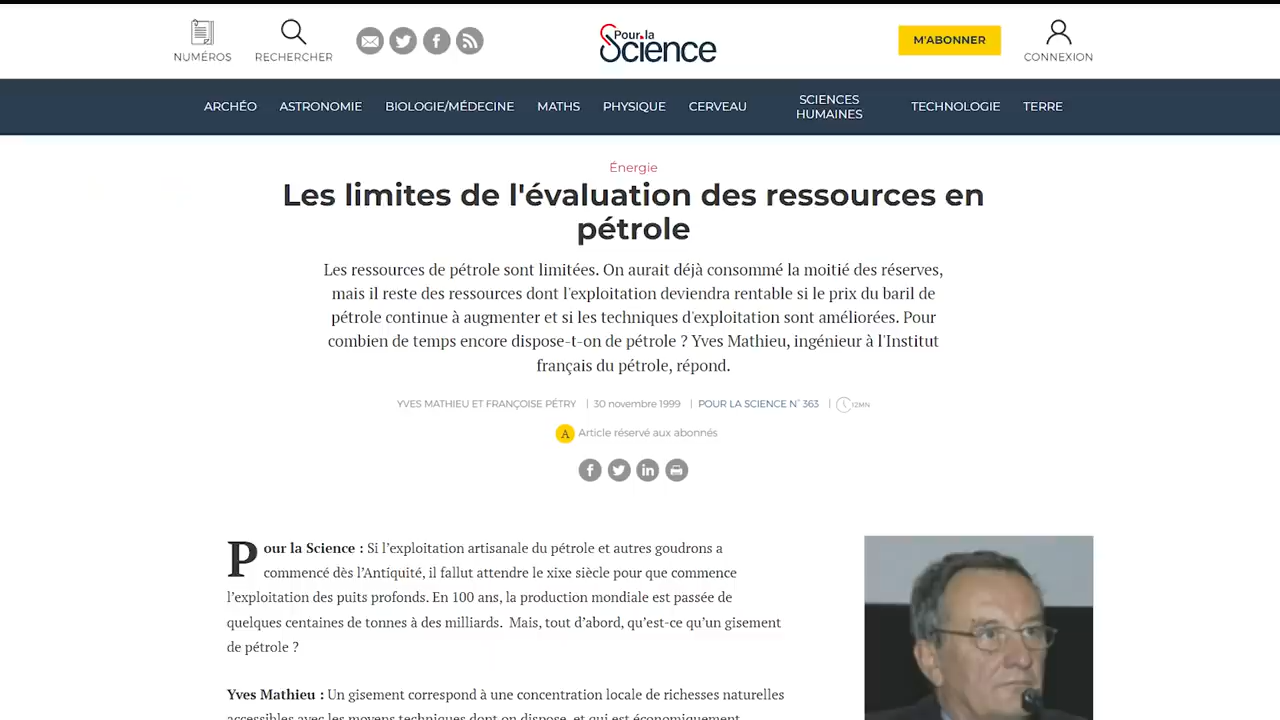 NUMÉROS
RECHERCHER
Pour la
Science
M'ABONNER
CONNEXION
ARCHÉO
ASTRONOMIE
BIOLOGIE/MÉDECINE
MATHS
PHYSIQUE
CERVEAU
SCIENCES
HUMAINES
TECHNOLOGIE
TERRE
Énergie
Les limites de l'évaluation des ressources en
pétrole
Les ressources de pétrole sont limitées. On aurait déjà consommé la moitié des réserves,
mais il reste des ressources dont l'exploitation deviendra rentable si le prix du baril de
pétrole continue à augmenter et si les techniques d'exploitation sont améliorées. Pour
combien de temps encore dispose-t-on de pétrole ? Yves Mathieu, ingénieur à l'Institut
français du pétrole, répond.
YVES MATHIEU ET FRANÇOISE PÉTRY | 30 novembre 1999 | POUR LA SCIENCE N° 363 | 12MN
A Article réservé aux abonnés
Pour la Science : Si l'exploitation artisanale du pétrole et autres goudrons a
commencé dès l'Antiquité, il fallut attendre le xixe siècle pour que commence
l'exploitation des puits profonds. En 100 ans, la production mondiale est passée de
quelques centaines de tonnes à des milliards. Mais, tout d'abord, qu'est-ce qu'un gisement
de pétrole ?
Yves Mathieu : Un gisement correspond à une concentration locale de richesses naturelles
accessibles avec les moyens techniques dont on dispose, et qui est économiquement